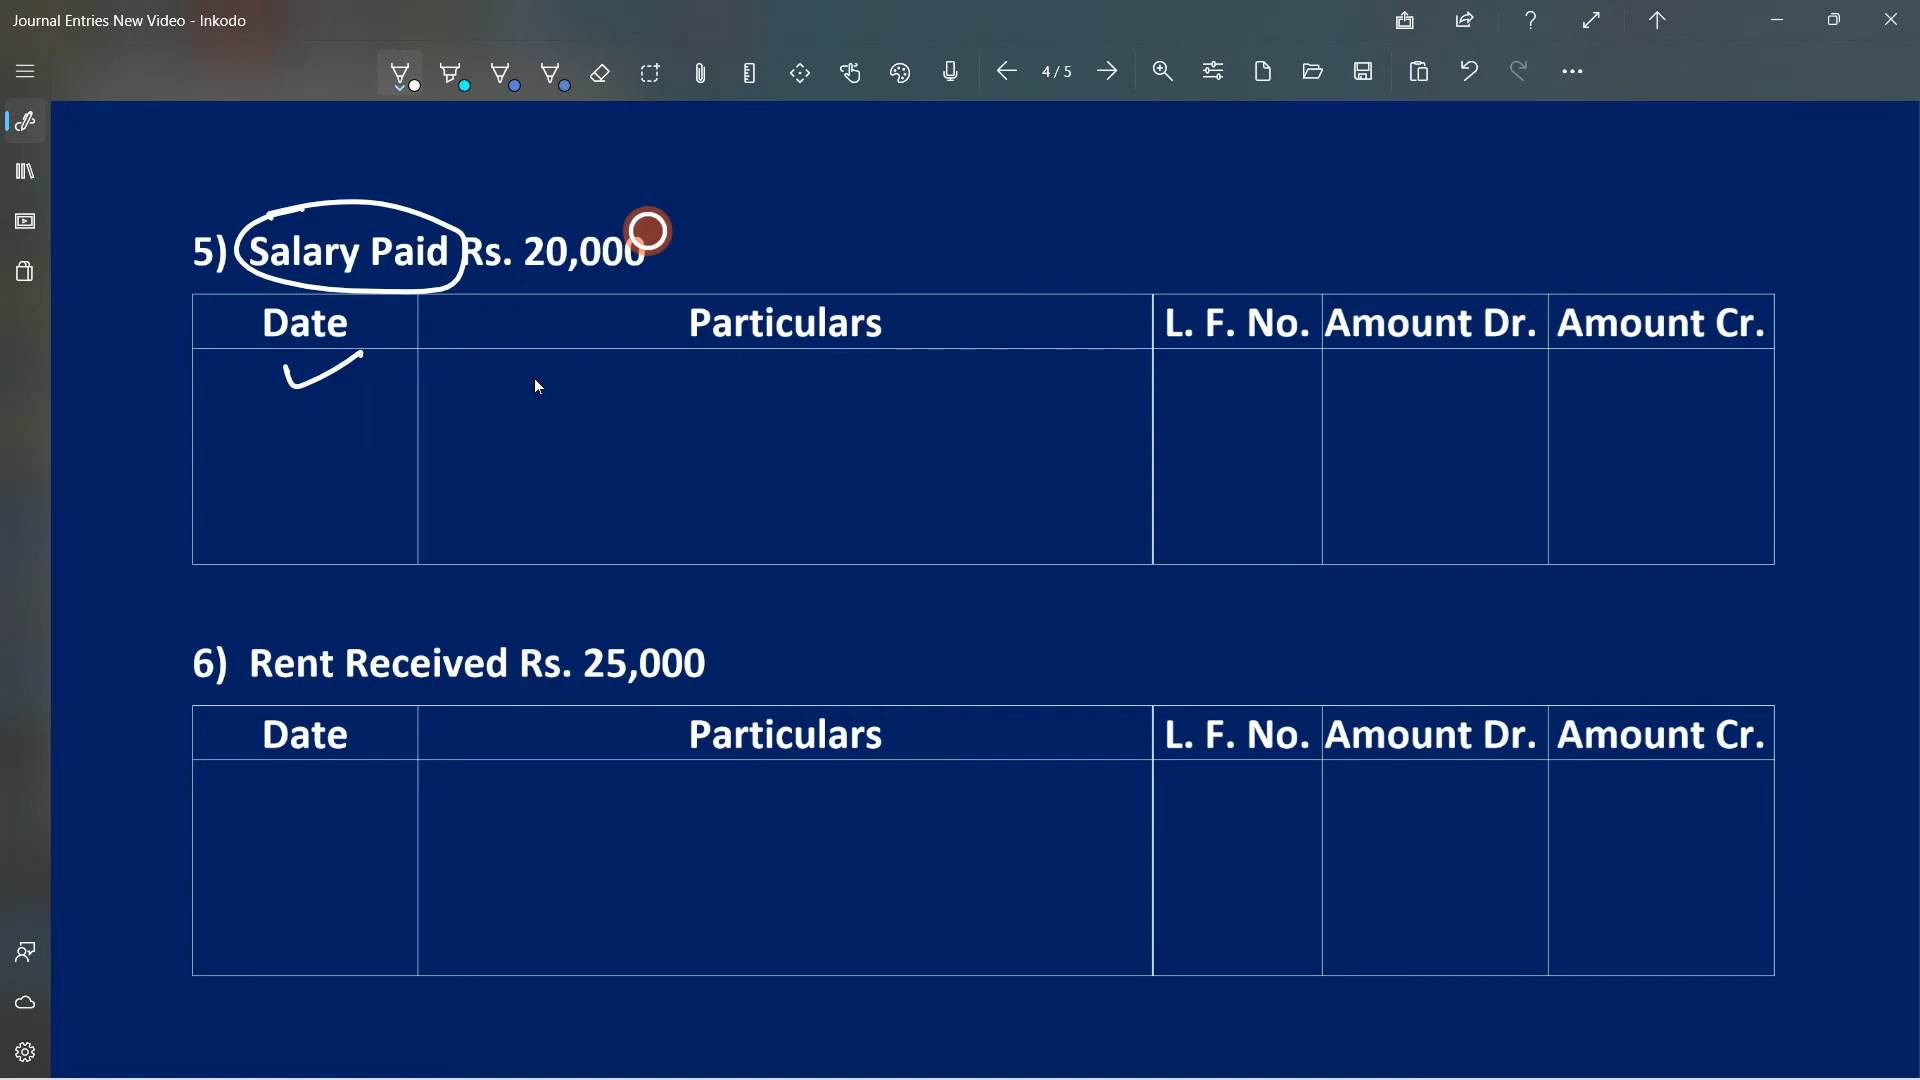 Journal Entries New Video - Inkodo
4/5
5) Salary Paid Rs. 20,000
Date Particulars L. F. No. Amount Dr. Amount Cr.
6) Rent Received Rs. 25,000
Date Particulars L. F. No. Amount Dr. Amount Cr.